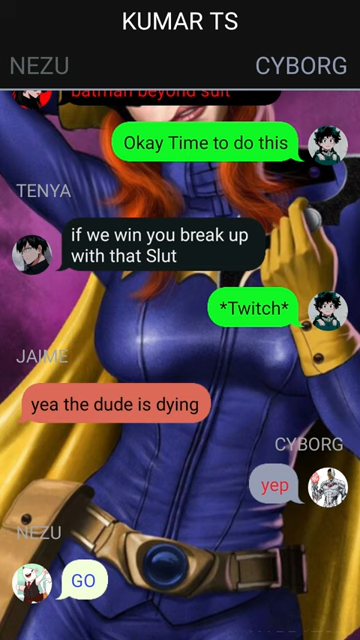 KUMAR TS
NEZU
CYBORG
batman beyond suit
Okay Time to do this
TENYA
if we win you break up
with that Slut
*Twitch*
JAIME
yea the dude is dying
CYBORG
yep
NEZU
GO